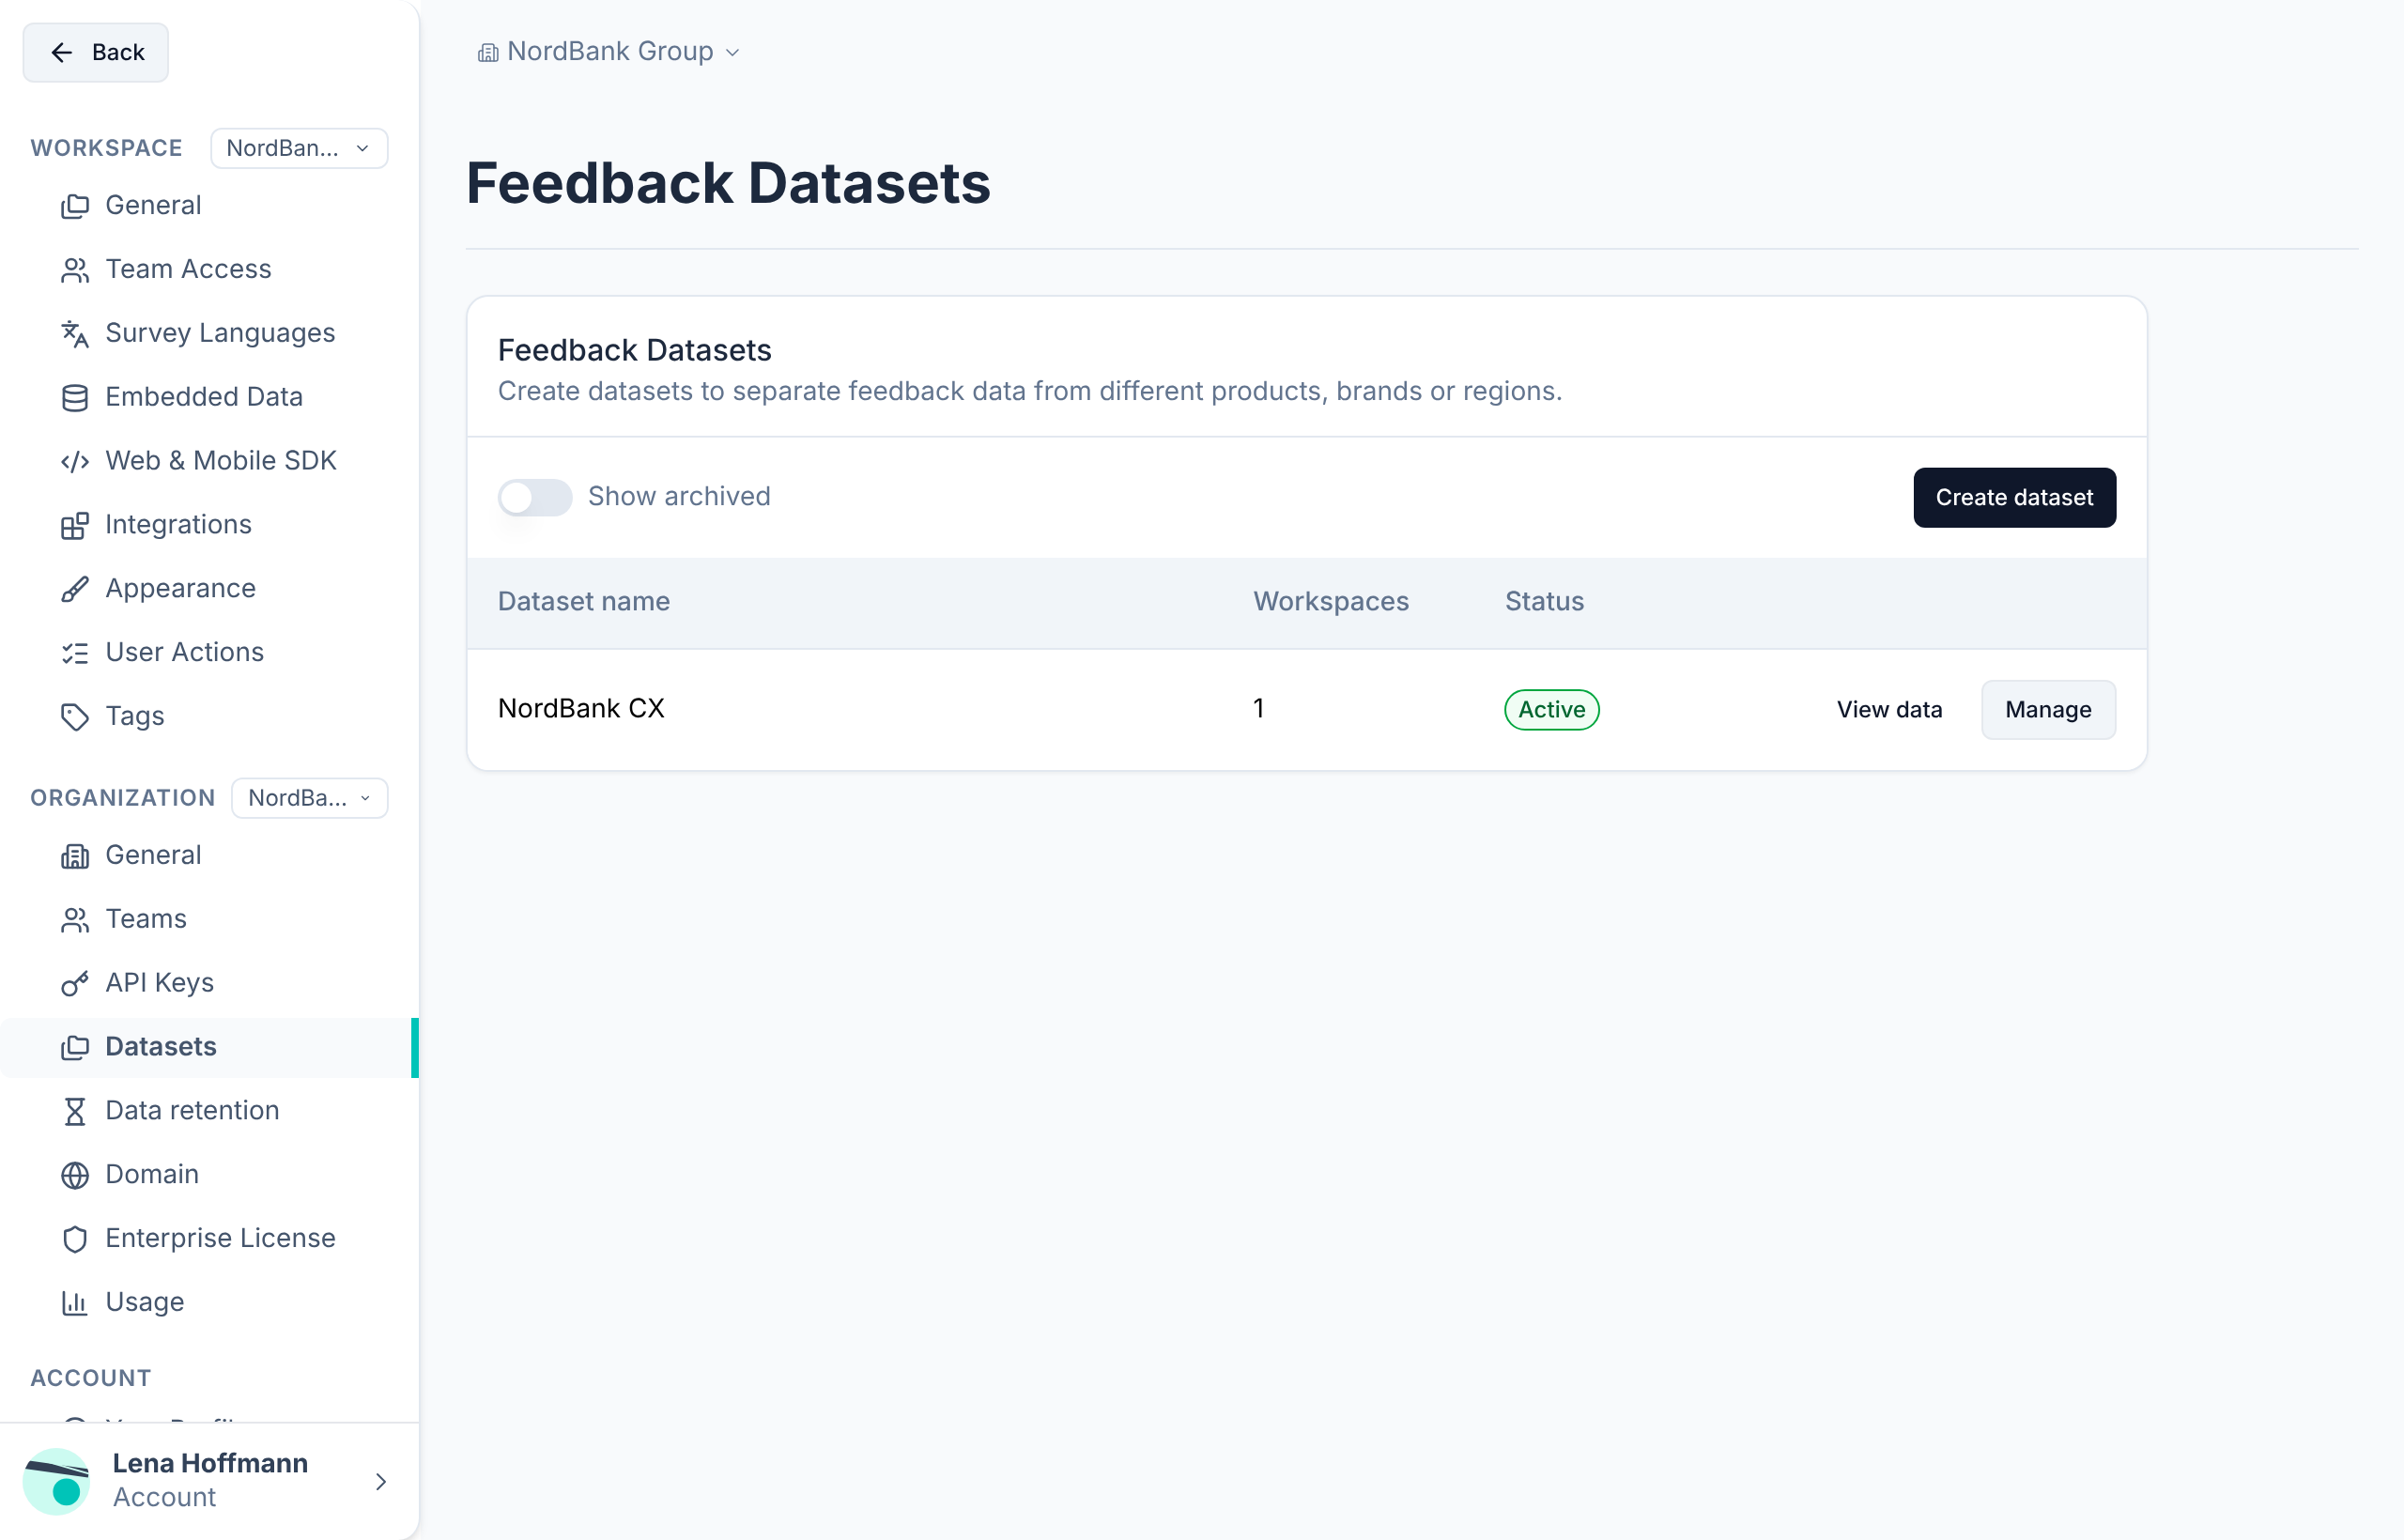 Back
WORKSPACE
NordBan...
General
Team Access
Survey Languages
Embedded Data
Web & Mobile SDK
Integrations
Appearance
User Actions
Tags
ORGANIZATION
NordBa...
General
Teams
API Keys
Datasets
Data retention
Domain
Enterprise License
Usage
ACCOUNT
Lena Hoffmann
Account
NordBank Group
Feedback Datasets
Feedback Datasets
Create datasets to separate feedback data from different products, brands or regions.
Show archived
Create dataset
Dataset name Workspaces Status
NordBank CX 1 Active View data Manage